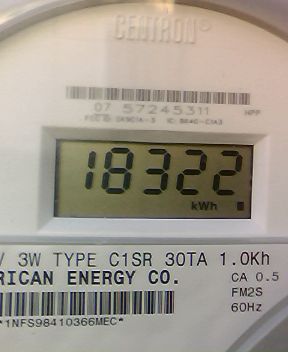 CENTRON®
07 57245311 HPP
18322
kWh
V 3W TYPE C1SR 30TA 1.0Kh
RICAN ENERGY CO. CA 0.5
FM2S
60Hz
*1NFS98410366MEC*